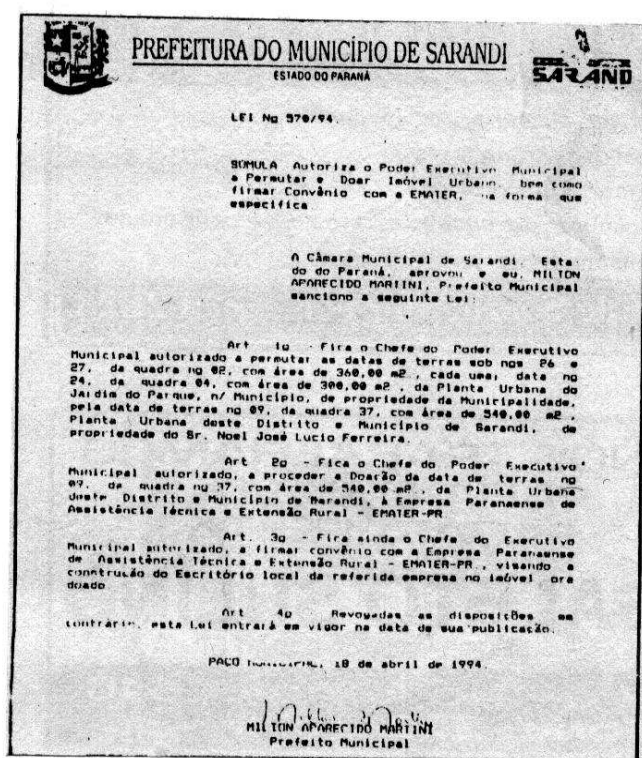 PREFEITURA DO MUNICÍPIO DE SARANDI
ESTADO DO PARANÁ
SARANDI
LEI No 570/94.
SÚMULA Autoriza o Poder Executivo Municipal
a Permutar e Doar Imóvel Urbano, bem como
firmar Convênio com a EMATER, na forma que
especifica
A Câmara Municipal de Sarandi. Esta-
do do Paraná, aprovou e eu, MILTON
APARECIDO MARTINI, Prefeito Municipal
sanciono a seguinte Lei:
Art 1o - Fica o Chefe do Poder Executivo
Municipal autorizado a permutar as datas de terras sob nos 26 e
27, da quadra no 02, com área de 360,00 m2, cada uma; data no
24, da quadra 04, com área de 300,00 m2 , da Planta Urbana do
Jardim do Parque, n/ Município, de propriedade da Municipalidade,
pela data de terras no 09, da quadra 37, com área de 540,00 m2 ,
Planta Urbana deste Distrito e Município de Sarandi, de
propriedade do Sr. Noel José Lucio Ferreira.
Art 2o - Fica o Chefe do Poder Executivo
Municipal autorizado, a proceder a Doação da data de terras no
09, da quadra no 37, com área de 540,00 m2 , da Planta Urbana
deste Distrito e Município de Sarandi, à Empresa Paranaense de
Assistência Técnica e Extensão Rural - EMATER-PR
Art. 3o - Fica ainda o Chefe do Executivo
Municipal autorizado, a firmar convênio com a Empresa Paranaense
de Assistência Técnica e Extensão Rural - EMATER-PR., visando a
construção do Escritório local da referida empresa no imóvel ora
doado
Art 4o Revogadas as disposições em
contrário, esta Lei entrará em vigor na data de sua publicação.
PAÇO MUNICIPAL, 18 de abril de 1994.
MILTON APARECIDO MARTINI
Prefeito Municipal